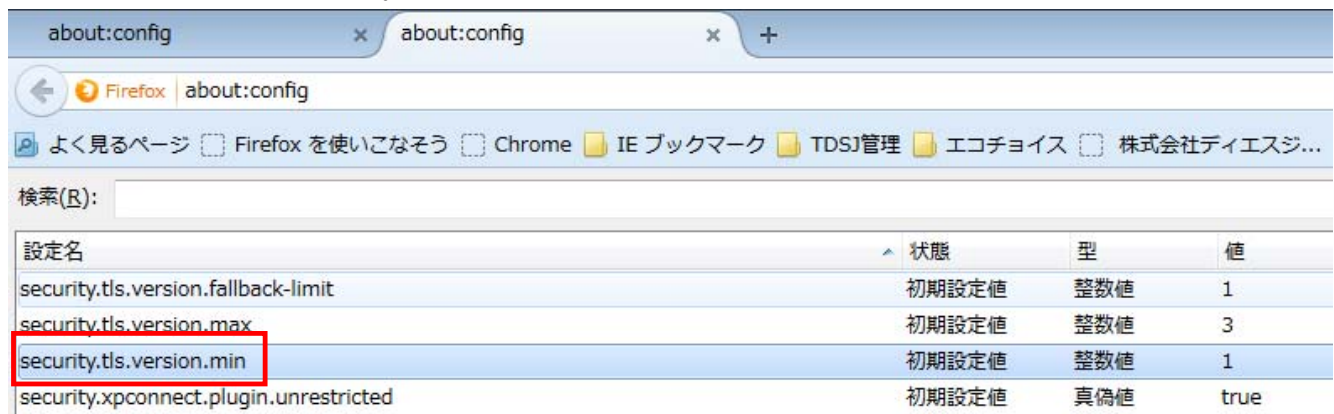 about:config × about:config × +
Firefox about:config
よく見るページ Firefox を使いこなそう Chrome IE ブックマーク TDSJ管理 エコチョイス 株式会社ディエスジ...
検索(R):
設定名 状態 型 値
security.tls.version.fallback-limit 初期設定値 整数値 1
security.tls.version.max 初期設定値 整数値 3
security.tls.version.min 初期設定値 整数値 1
security.xpconnect.plugin.unrestricted 初期設定値 真偽値 true